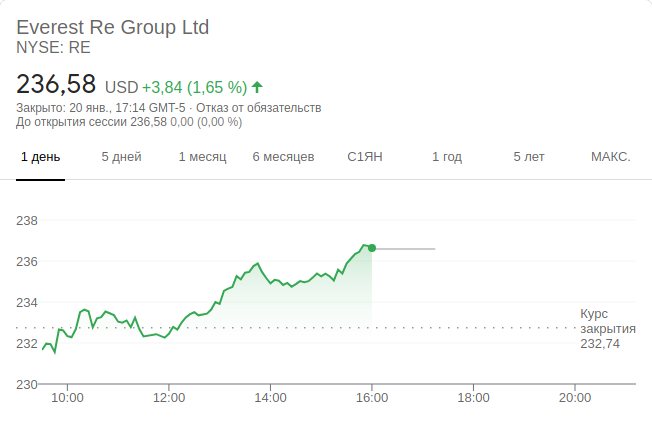 Everest Re Group Ltd
NYSE: RE
236,58 USD +3,84 (1,65 %)
Закрыто: 20 янв., 17:14 GMT-5 · Отказ от обязательств
До открытия сессии 236,58 0,00 (0,00 %)
1 день 5 дней 1 месяц 6 месяцев С1ЯН 1 год 5 лет МАКС.
238
236
234
232
230
Курс
закрытия
232,74
10:00 12:00 14:00 16:00 18:00 20:00